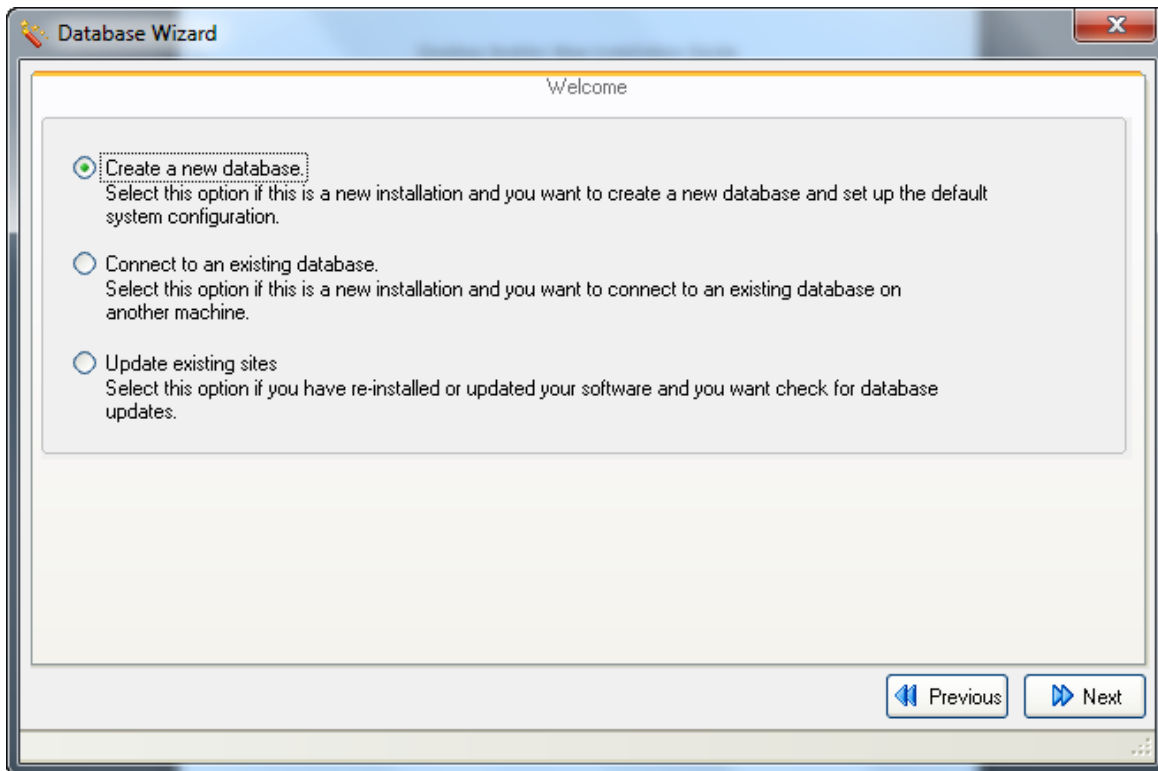 Database Wizard
Welcome
Create a new database.
Select this option if this is a new installation and you want to create a new database and set up the default
system configuration.
Connect to an existing database.
Select this option if this is a new installation and you want to connect to an existing database on
another machine.
Update existing sites
Select this option if you have re-installed or updated your software and you want check for database
updates.
Previous
Next